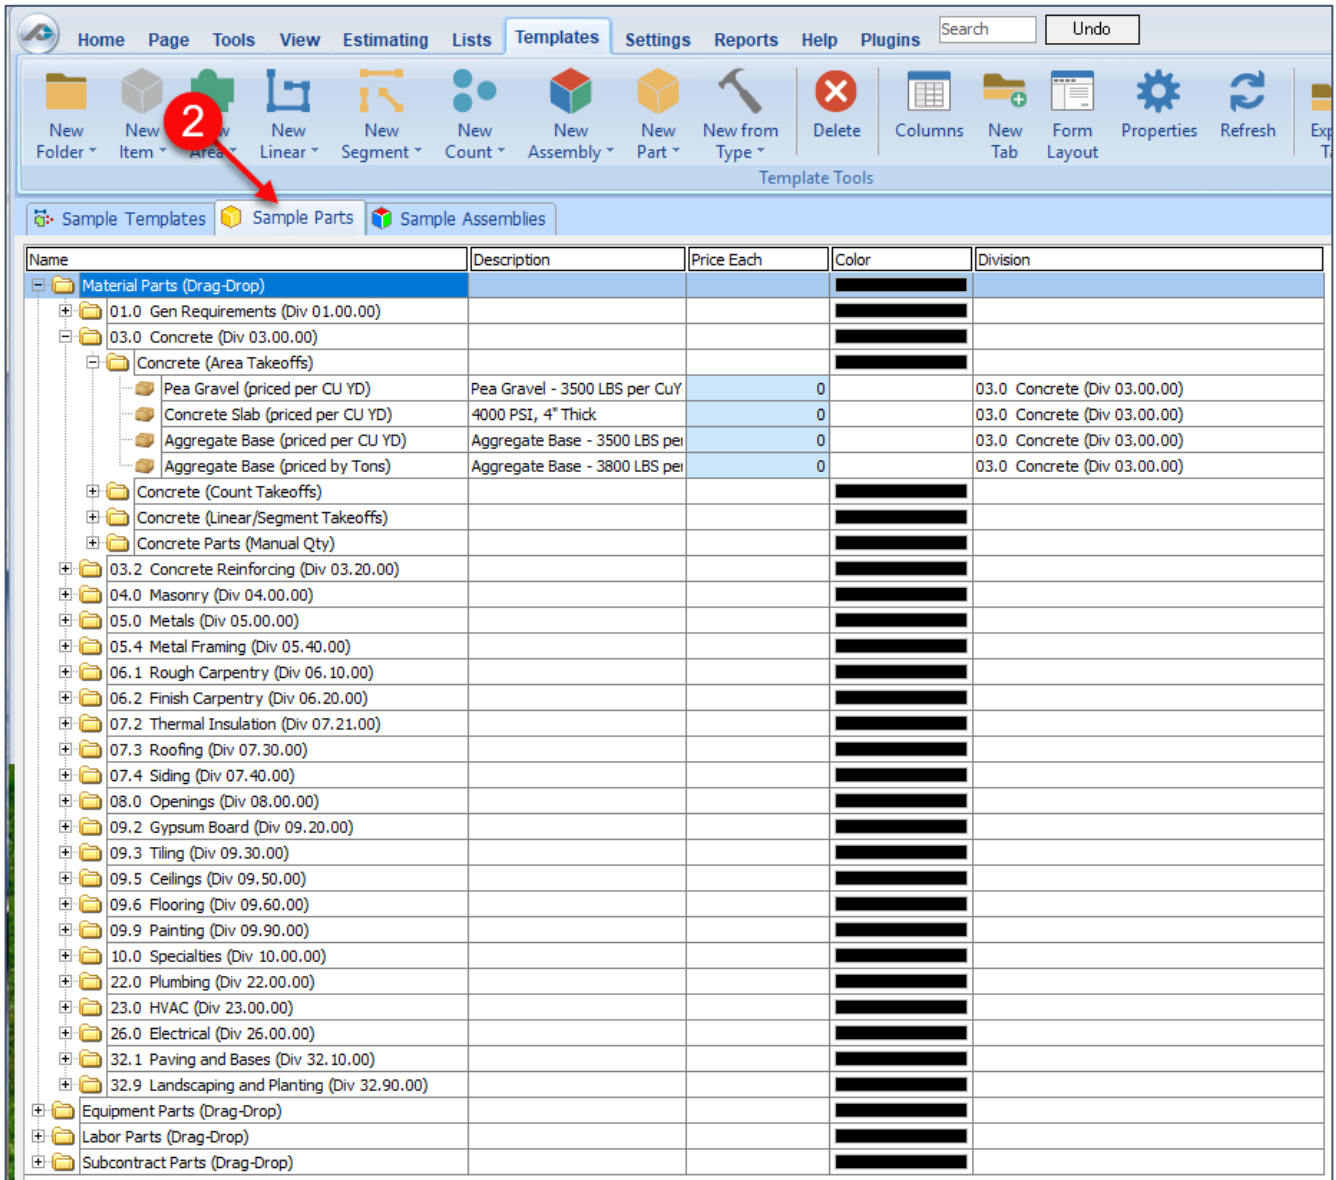 Home Page Tools View Estimating Lists Templates Settings Reports Help Plugins Search Undo
New Folder New Item New Linear New Segment New Count New Assembly New Part New from Type Delete Columns New Tab Form Layout Properties Refresh
Area
2
Template Tools
Sample Templates Sample Parts Sample Assemblies
Name Description Price Each Color Division
Material Parts (Drag-Drop)
01.0 Gen Requirements (Div 01.00.00)
03.0 Concrete (Div 03.00.00)
Concrete (Area Takeoffs)
Pea Gravel (priced per CU YD) Pea Gravel - 3500 LBS per CuY 0 03.0 Concrete (Div 03.00.00)
Concrete Slab (priced per CU YD) 4000 PSI, 4" Thick 0 03.0 Concrete (Div 03.00.00)
Aggregate Base (priced per CU YD) Aggregate Base - 3500 LBS per 0 03.0 Concrete (Div 03.00.00)
Aggregate Base (priced by Tons) Aggregate Base - 3800 LBS per 0 03.0 Concrete (Div 03.00.00)
Concrete (Count Takeoffs)
Concrete (Linear/Segment Takeoffs)
Concrete Parts (Manual Qty)
03.2 Concrete Reinforcing (Div 03.20.00)
04.0 Masonry (Div 04.00.00)
05.0 Metals (Div 05.00.00)
05.4 Metal Framing (Div 05.40.00)
06.1 Rough Carpentry (Div 06.10.00)
06.2 Finish Carpentry (Div 06.20.00)
07.2 Thermal Insulation (Div 07.21.00)
07.3 Roofing (Div 07.30.00)
07.4 Siding (Div 07.40.00)
08.0 Openings (Div 08.00.00)
09.2 Gypsum Board (Div 09.20.00)
09.3 Tiling (Div 09.30.00)
09.5 Ceilings (Div 09.50.00)
09.6 Flooring (Div 09.60.00)
09.9 Painting (Div 09.90.00)
10.0 Specialties (Div 10.00.00)
22.0 Plumbing (Div 22.00.00)
23.0 HVAC (Div 23.00.00)
26.0 Electrical (Div 26.00.00)
32.1 Paving and Bases (Div 32.10.00)
32.9 Landscaping and Planting (Div 32.90.00)
Equipment Parts (Drag-Drop)
Labor Parts (Drag-Drop)
Subcontract Parts (Drag-Drop)